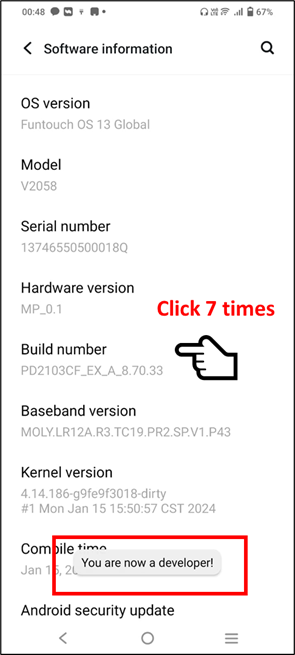 00:48 67%
Software information
OS version
Funtouch OS 13 Global
Model
V2058
Serial number
13746550500018Q
Hardware version
MP_0.1
Click 7 times
Build number
PD2103CF_EX_A_8.70.33
Baseband version
MOLY.LR12A.R3.TC19.PR2.SP.V1.P43
Kernel version
4.14.186-g9fe9f3018-dirty
#1 Mon Jan 15 15:50:57 CST 2024
Compile time
Jan 15, 20
You are now a developer!
Android security update